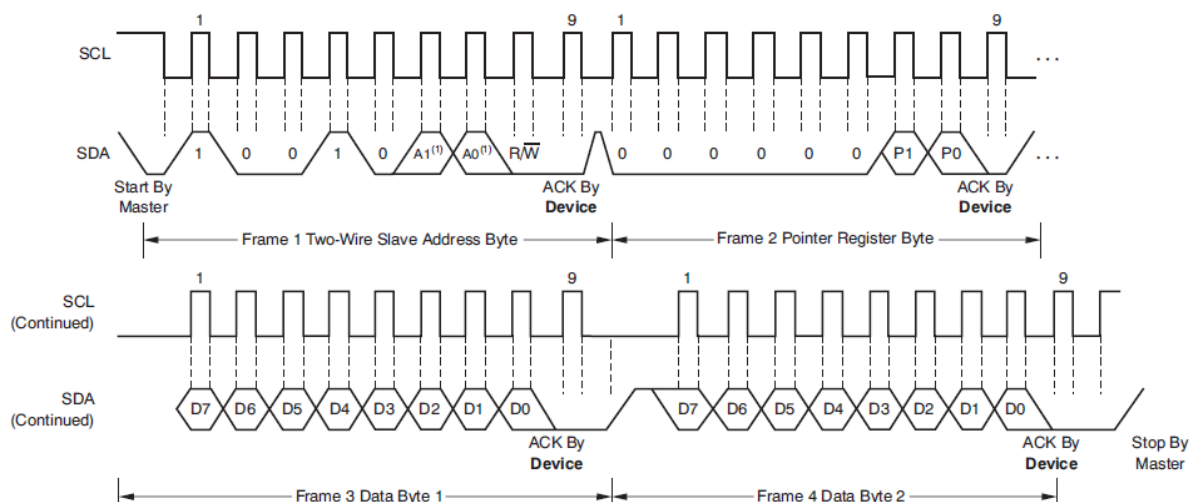 1 9 1 9
SCL ...
SDA 1 0 0 1 0 A1(1) A0(1) R/W̅ 0 0 0 0 0 0 P1 P0 ...
Start By Master
ACK By Device
ACK By Device
Frame 1 Two-Wire Slave Address Byte Frame 2 Pointer Register Byte
1 9 1 9
SCL
(Continued)
SDA
(Continued)
D7 D6 D5 D4 D3 D2 D1 D0 D7 D6 D5 D4 D3 D2 D1 D0
ACK By Device
ACK By Device
Stop By Master
Frame 3 Data Byte 1 Frame 4 Data Byte 2